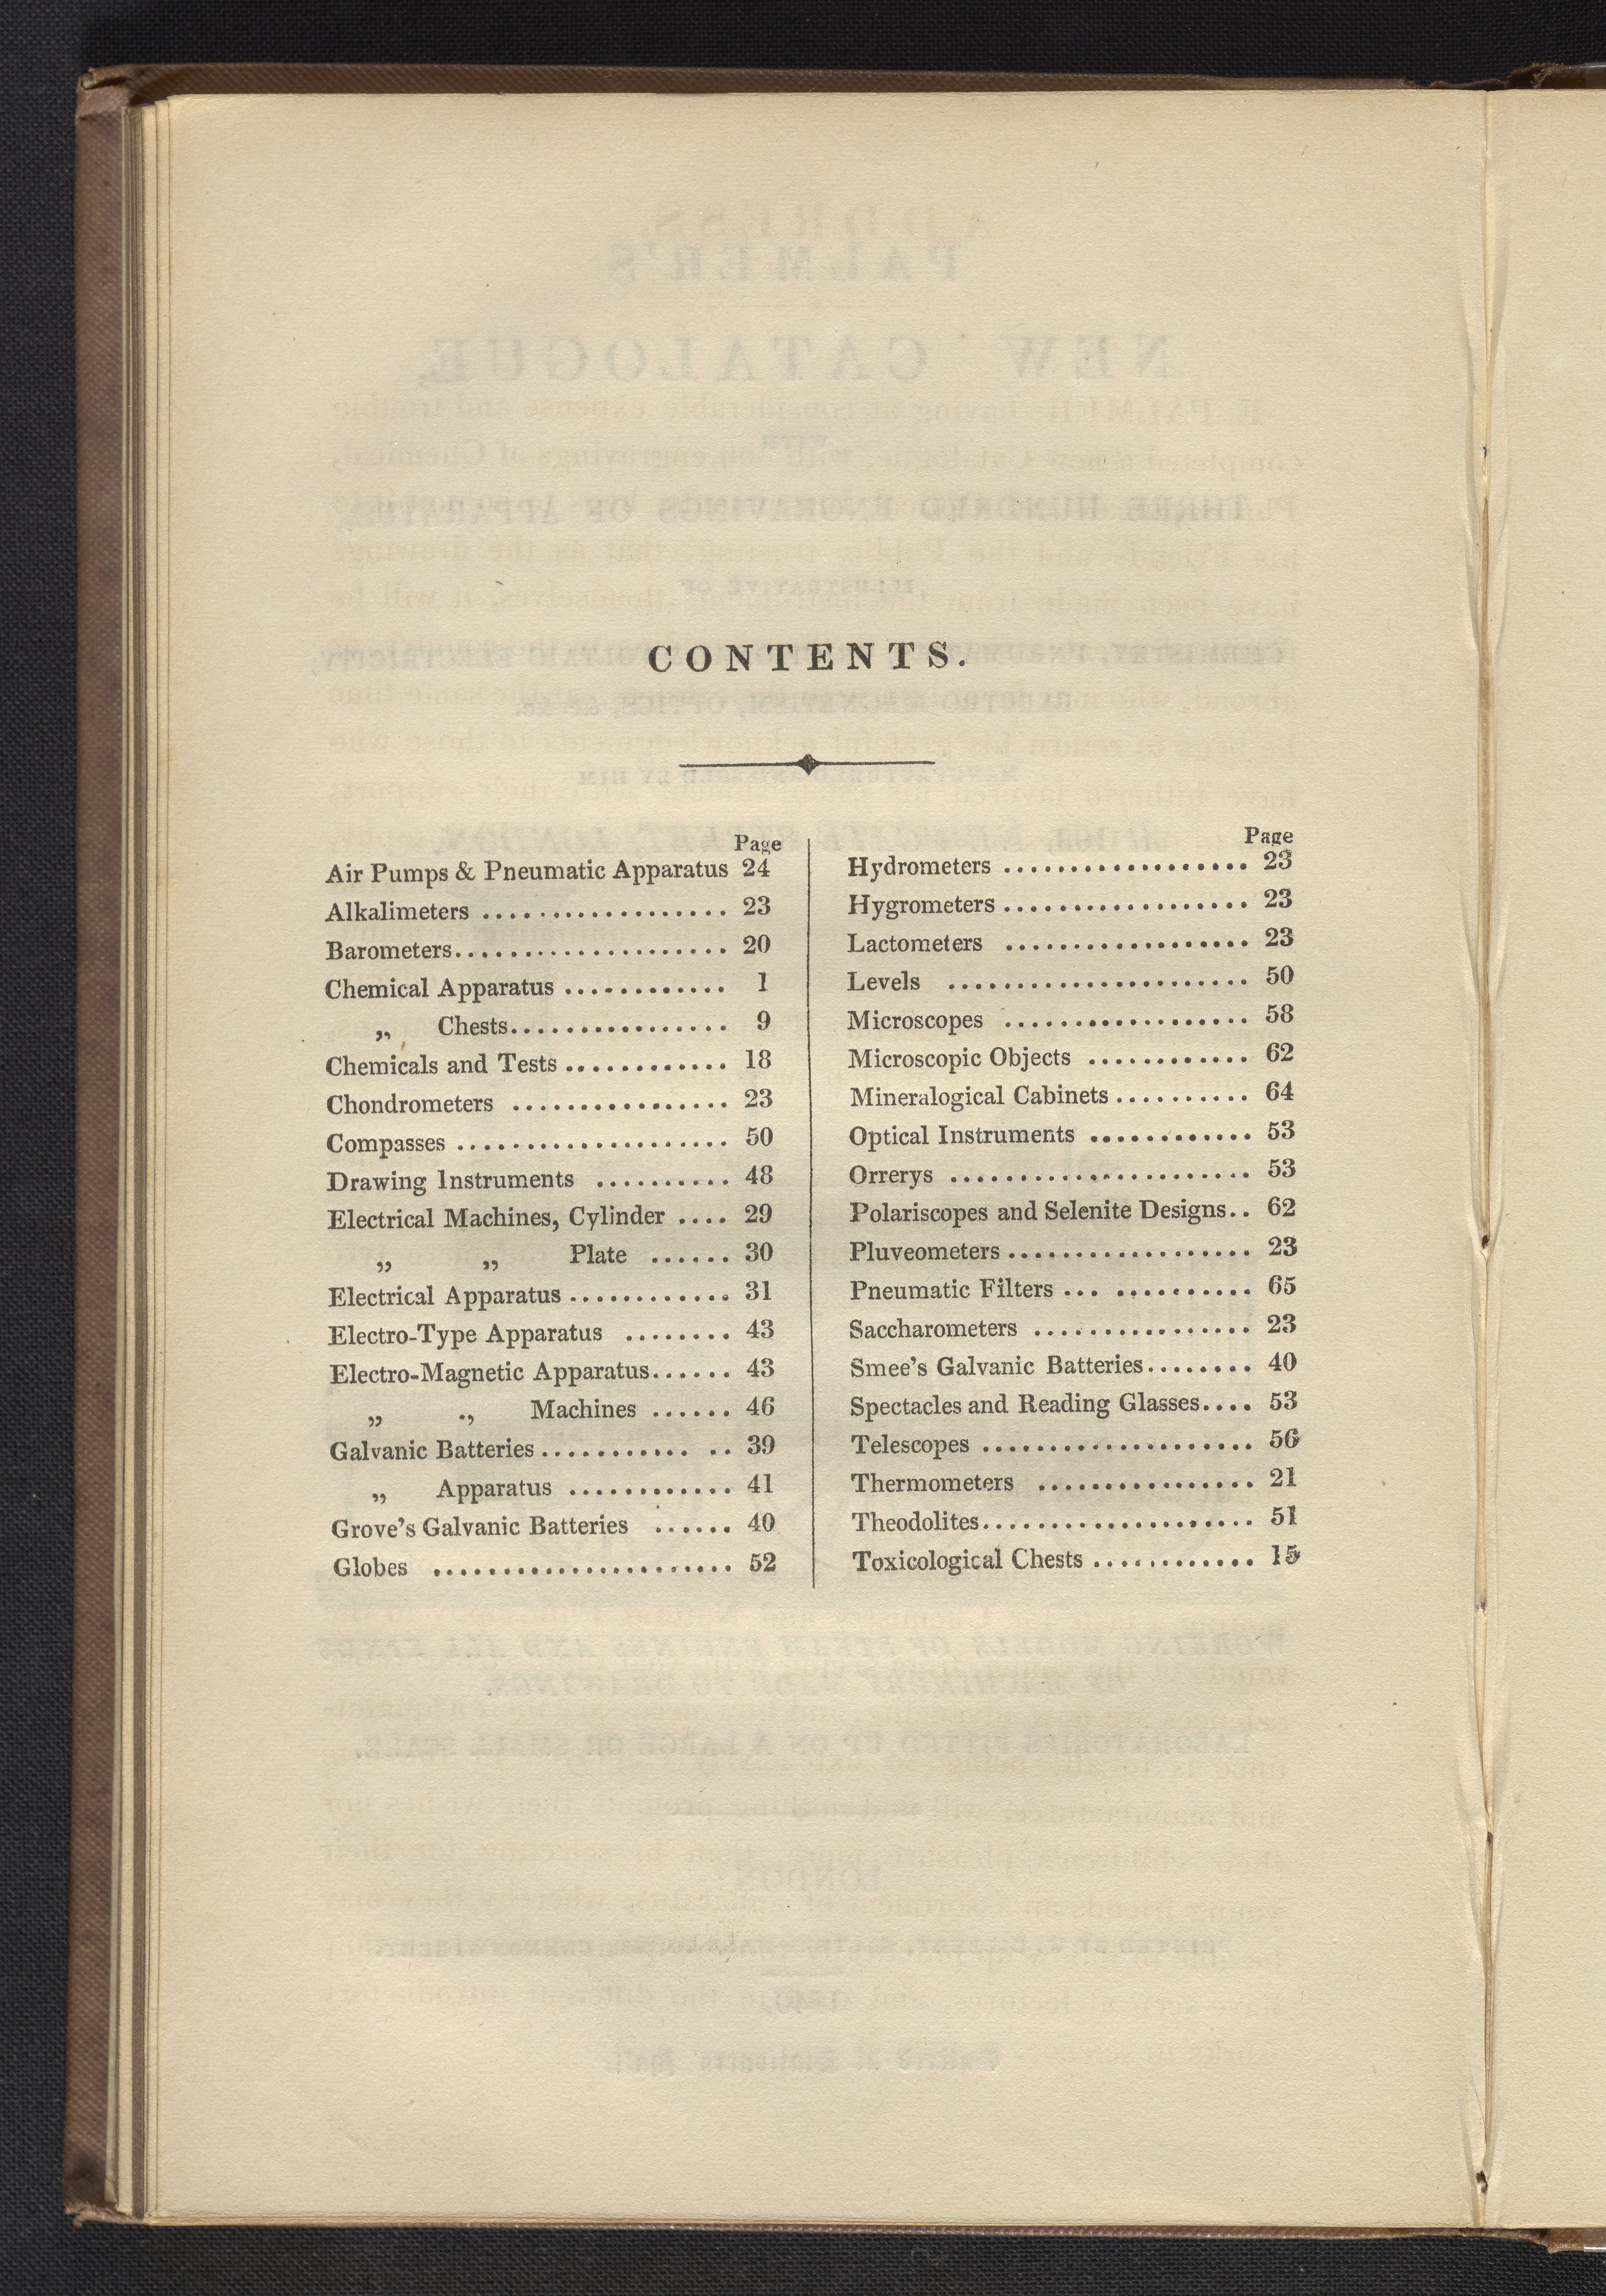 CONTENTS.
Page
Air Pumps & Pneumatic Apparatus 24
Alkalimeters .................. 23
Barometers.................... 20
Chemical Apparatus ............ 1
„ Chests................ 9
Chemicals and Tests ............ 18
Chondrometers ................ 23
Compasses .................... 50
Drawing Instruments .......... 48
Electrical Machines, Cylinder .... 29
„ „ Plate ...... 30
Electrical Apparatus ............ 31
Electro-Type Apparatus ........ 43
Electro-Magnetic Apparatus...... 43
„ „ Machines ...... 46
Galvanic Batteries ........... .. 39
„ Apparatus ............ 41
Grove's Galvanic Batteries ...... 40
Globes ...................... 52
Page
Hydrometers .................. 23
Hygrometers .................. 23
Lactometers .................. 23
Levels ...................... 50
Microscopes .................. 58
Microscopic Objects ............ 62
Mineralogical Cabinets .......... 64
Optical Instruments ............ 53
Orrerys ...................... 53
Polariscopes and Selenite Designs.. 62
Pluveometers .................. 23
Pneumatic Filters ... .......... 65
Saccharometers ................ 23
Smee's Galvanic Batteries........ 40
Spectacles and Reading Glasses.... 53
Telescopes .................... 56
Thermometers ................ 21
Theodolites.................... 51
Toxicological Chests ............ 15